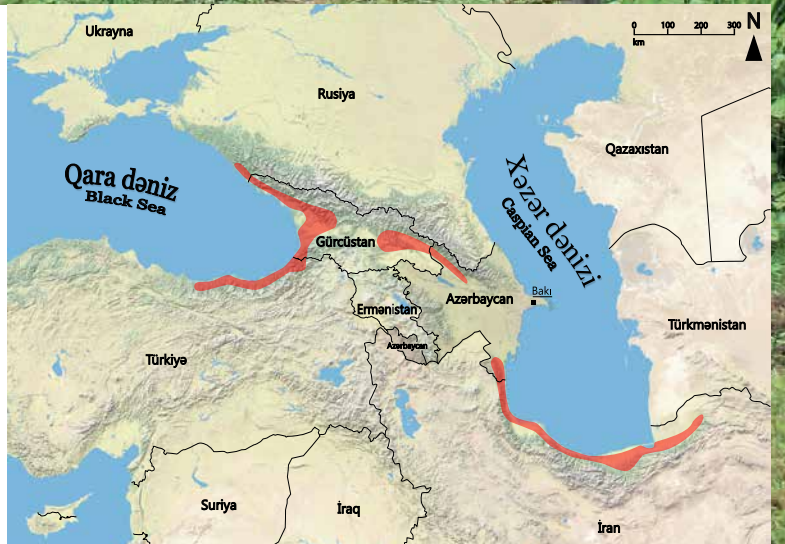 Ukrayna
0 100 200 300
km
N
Rusiya
Qazaxıstan
Qara dəniz
Black Sea
Xəzər dənizi
Caspian Sea
Gürcüstan
Bakı
Azərbaycan
Ermənistan
Türkmənistan
Azərbaycan
Türkiyə
Suriya
İraq
İran